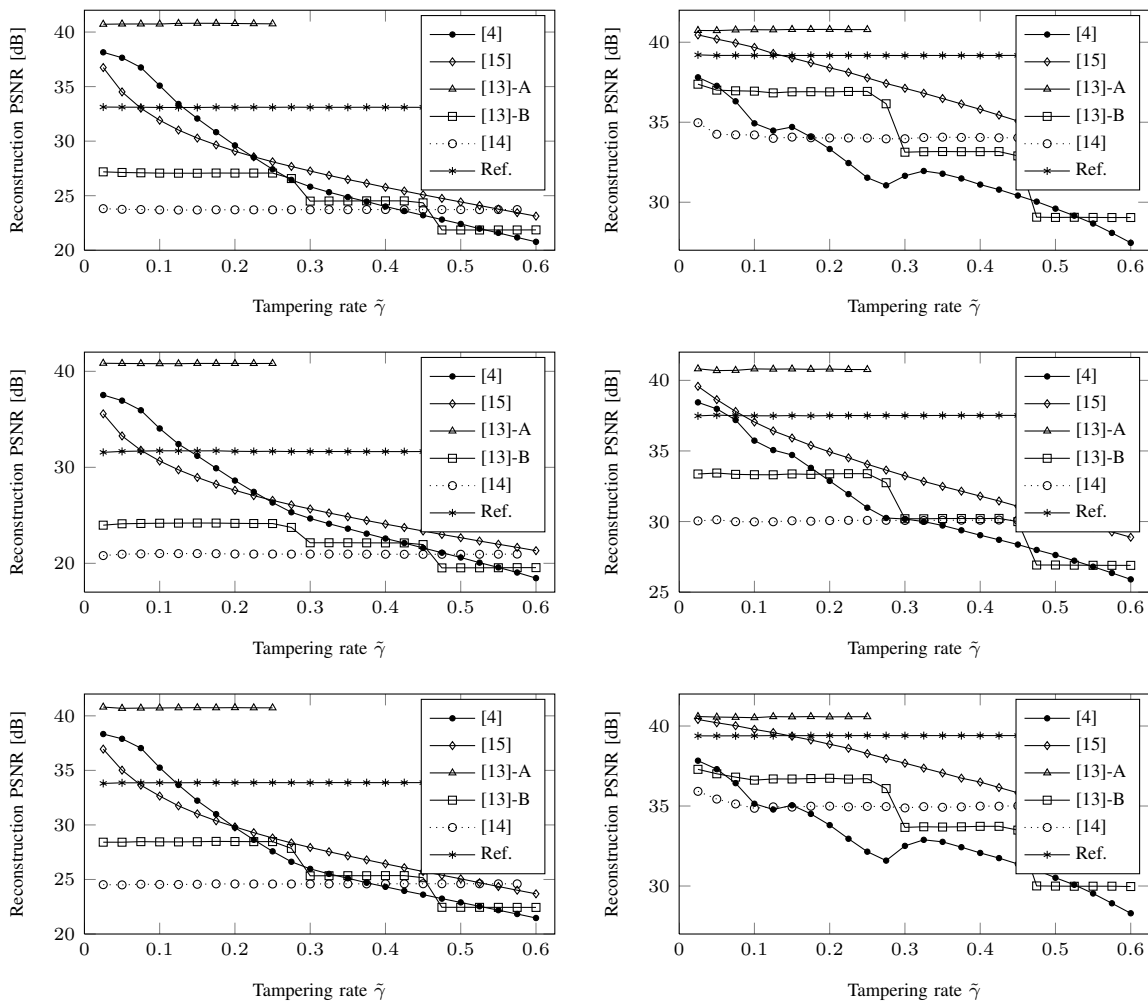 40
35
30
25
20
0
0.1
0.2
0.3
0.4
0.5
0.6
Reconstruction PSNR [dB]
Tampering rate γ̃
[4]
[15]
[13]-A
[13]-B
[14]
Ref.
40
35
30
0
0.1
0.2
0.3
0.4
0.5
0.6
Reconstruction PSNR [dB]
Tampering rate γ̃
[4]
[15]
[13]-A
[13]-B
[14]
Ref.
40
30
20
0
0.1
0.2
0.3
0.4
0.5
0.6
Reconstruction PSNR [dB]
Tampering rate γ̃
[4]
[15]
[13]-A
[13]-B
[14]
Ref.
40
35
30
25
0
0.1
0.2
0.3
0.4
0.5
0.6
Reconstruction PSNR [dB]
Tampering rate γ̃
[4]
[15]
[13]-A
[13]-B
[14]
Ref.
40
35
30
25
20
0
0.1
0.2
0.3
0.4
0.5
0.6
Reconstruction PSNR [dB]
Tampering rate γ̃
[4]
[15]
[13]-A
[13]-B
[14]
Ref.
40
35
30
0
0.1
0.2
0.3
0.4
0.5
0.6
Reconstruction PSNR [dB]
Tampering rate γ̃
[4]
[15]
[13]-A
[13]-B
[14]
Ref.